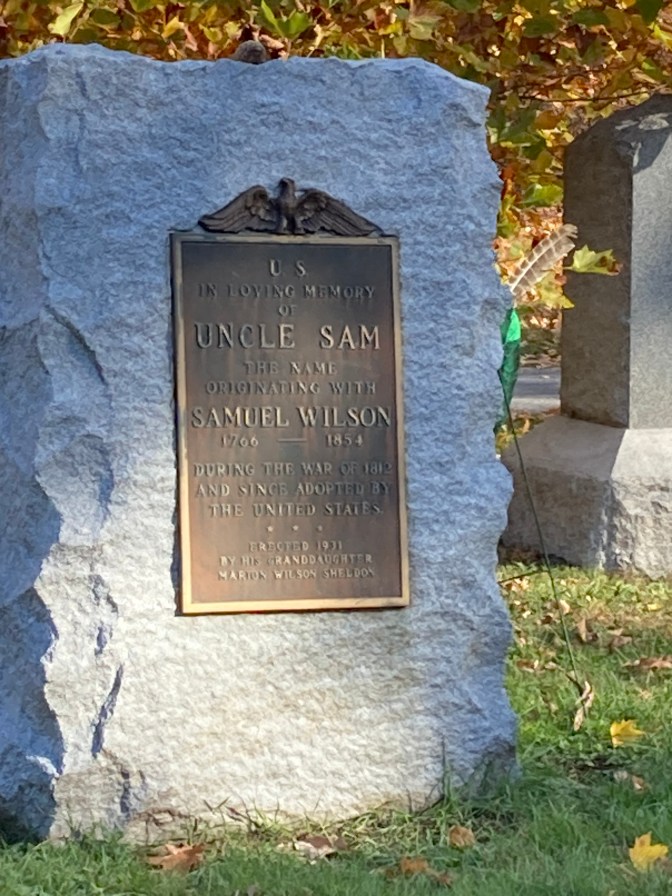 U. S.
IN LOVING MEMORY
OF
UNCLE SAM
THE NAME
ORIGINATING WITH
SAMUEL WILSON
1766 — 1854
DURING THE WAR OF 1812
AND SINCE ADOPTED BY
THE UNITED STATES.
* * *
ERECTED 1931
BY HIS GRANDDAUGHTER
MARION WILSON SHELDON